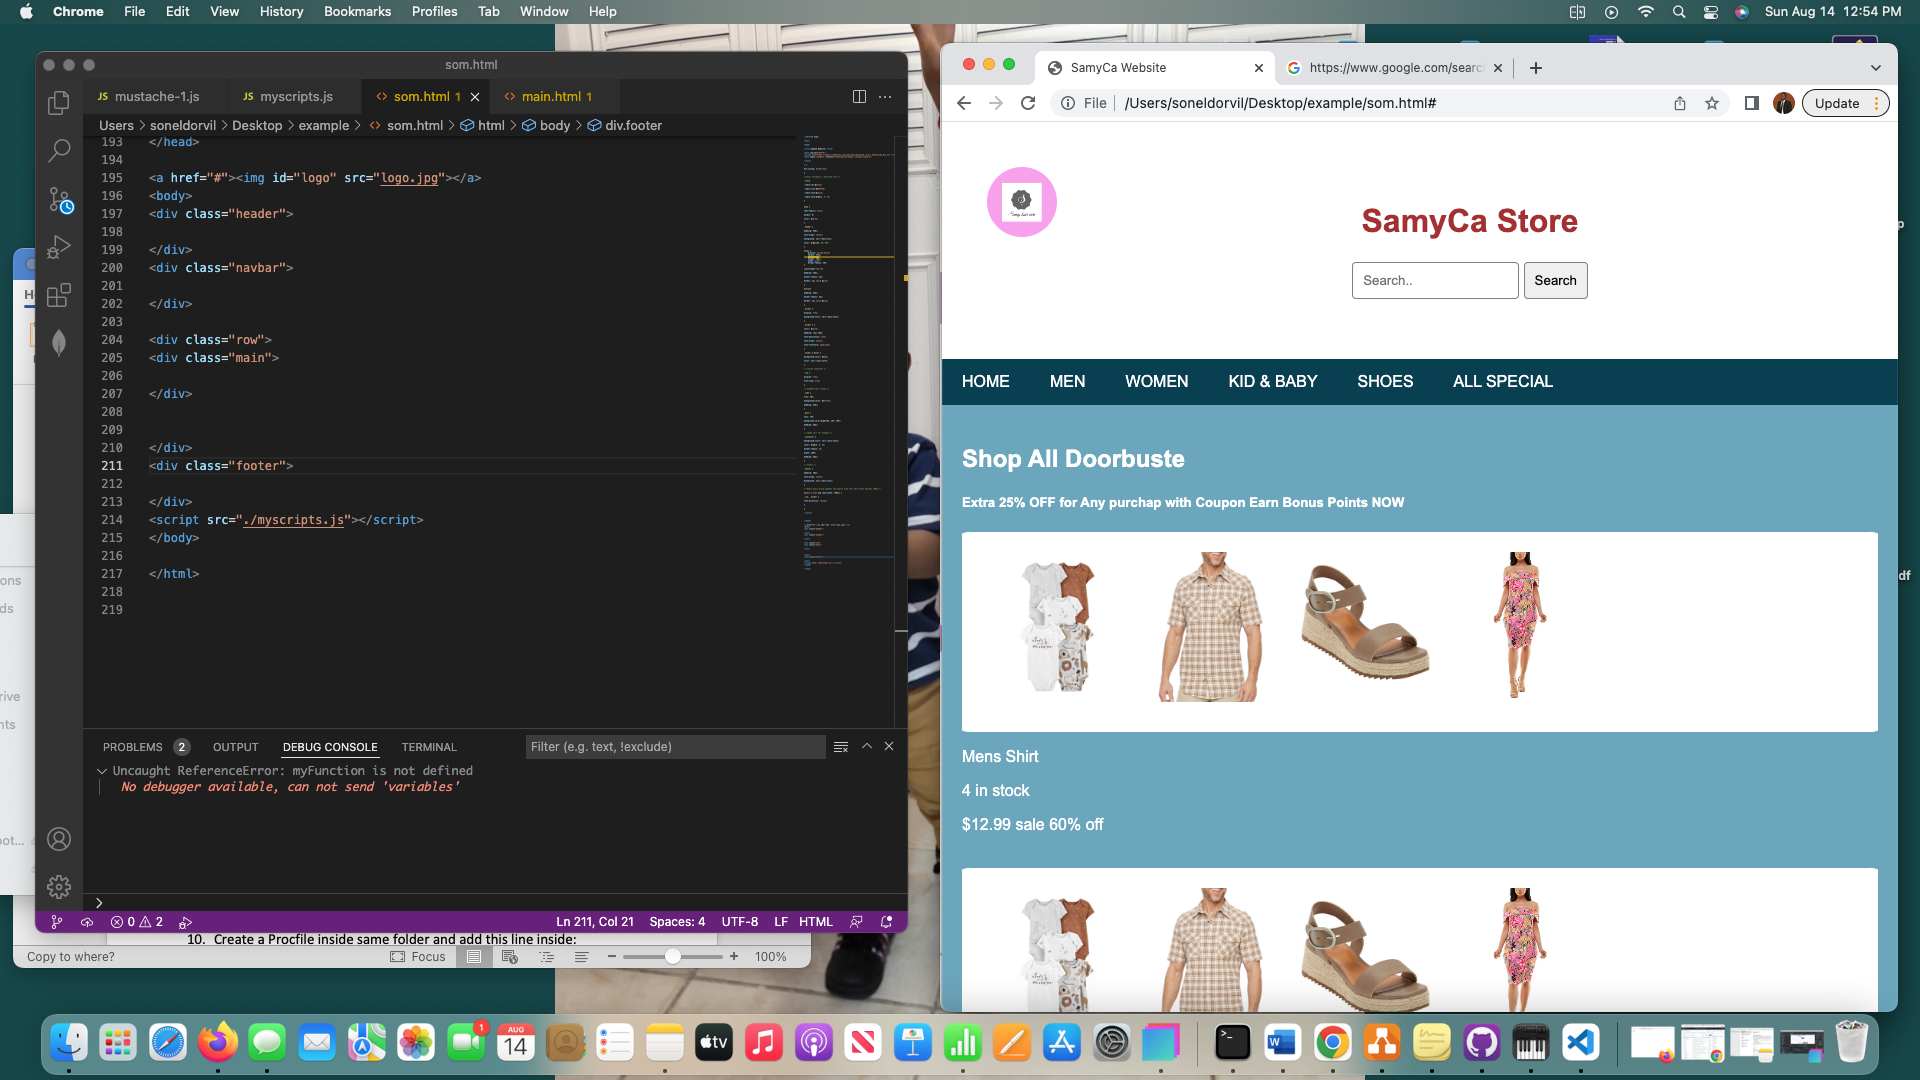 Chrome File Edit View History Bookmarks Profiles Tab Window Help
Sun Aug 14 12:54 PM
som.html
JS mustache-1.js
JS myscripts.js
<> som.html 1
<> main.html 1
Users > soneldorvil > Desktop > example > <> som.html > html > body > div.footer
193 </head>
194
195 <a href="#"><img id="logo" src="logo.jpg"></a>
196 <body>
197 <div class="header">
198
199 </div>
200 <div class="navbar">
201
202 </div>
203
204 <div class="row">
205 <div class="main">
206
207 </div>
208
209
210 </div>
211 <div class="footer">
212
213 </div>
214 <script src="./myscripts.js"></script>
215 </body>
216
217 </html>
218
219
PROBLEMS 2 OUTPUT DEBUG CONSOLE TERMINAL
Filter (e.g. text, !exclude)
Uncaught ReferenceError: myFunction is not defined
No debugger available, can not send 'variables'
0 2
Ln 211, Col 21 Spaces: 4 UTF-8 LF HTML
10. Create a Procfile inside same folder and add this line inside:
Copy to where?
Focus
100%
SamyCa Website
https://www.google.com/searc
File /Users/soneldorvil/Desktop/example/som.html#
Update
SamyCa Store
Search..
Search
HOME MEN WOMEN KID & BABY SHOES ALL SPECIAL
Shop All Doorbuste
Extra 25% OFF for Any purchap with Coupon Earn Bonus Points NOW
Mens Shirt
4 in stock
$12.99 sale 60% off
ons
ds
rive
nts
oot...
df
1
AUG
14
tv